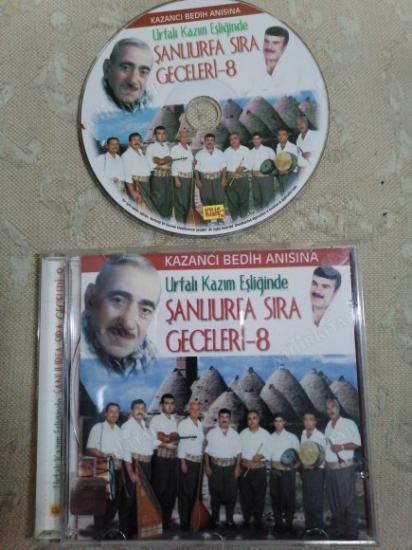 KAZANCI BEDİH ANISINA
Urfalı Kazım Eşliğinde
ŞANLIURFA SIRA
GECELERİ-8
KAZANCI BEDİH ANISINA
Urfalı Kazım Eşliğinde
ŞANLIURFA SIRA
GECELERİ-8
Urfalı Kazım Eşliğinde ŞANLIURFA SIRA GECELERİ-8